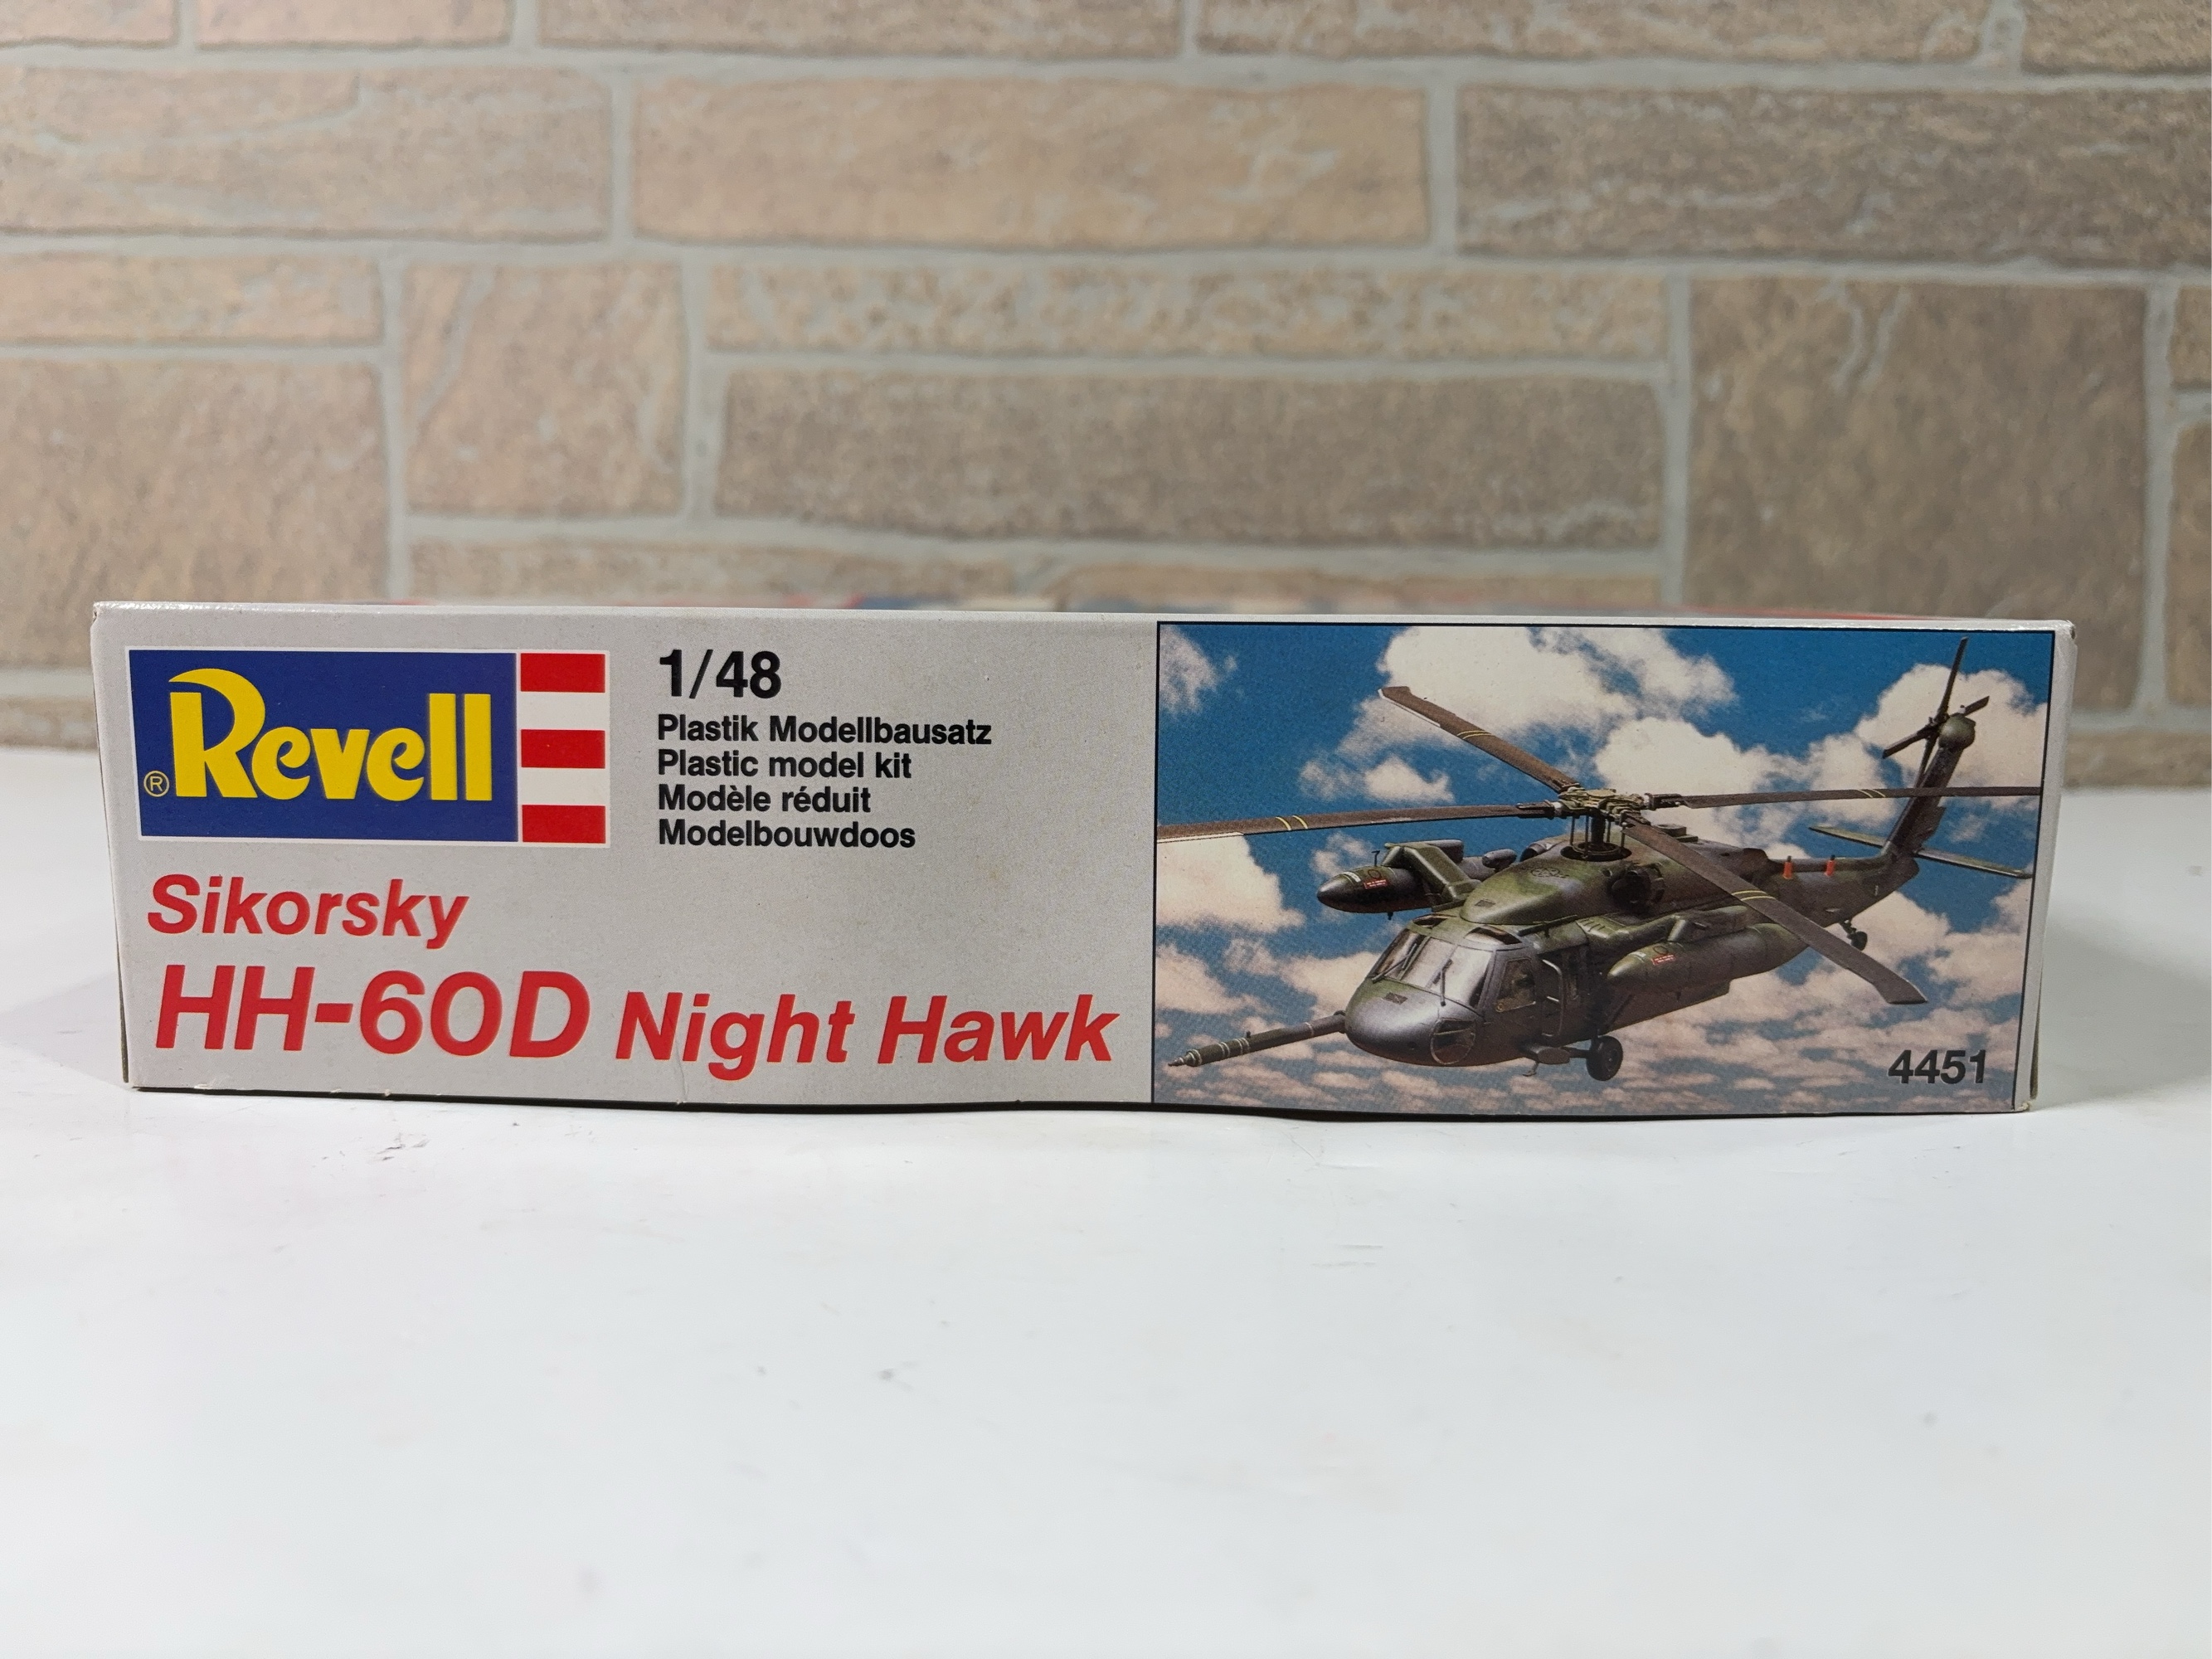 Revell
®
1/48
Plastik Modellbausatz
Plastic model kit
Modèle réduit
Modelbouwdoos
Sikorsky
HH-60D Night Hawk
4451